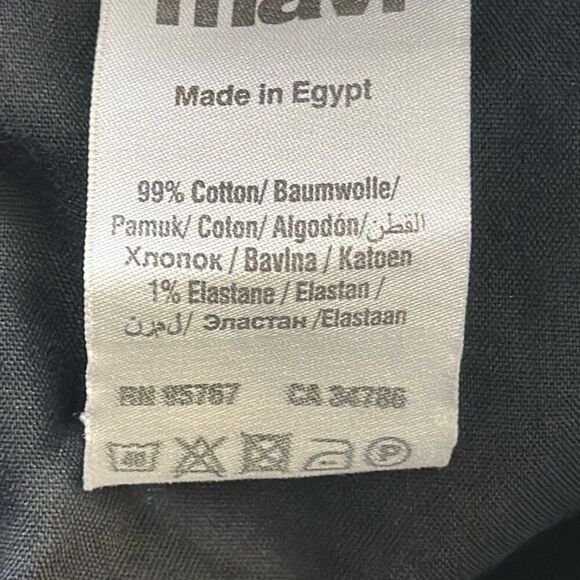 mavi
Made in Egypt
99% Cotton/ Baumwolle/
Pamuk/ Coton/ Algodón/القطن
Хлопок / Bavlna / Katoen
1% Elastane / Elastan /
/ Эластан /Elastaan
RN 95767 CA 34786
P